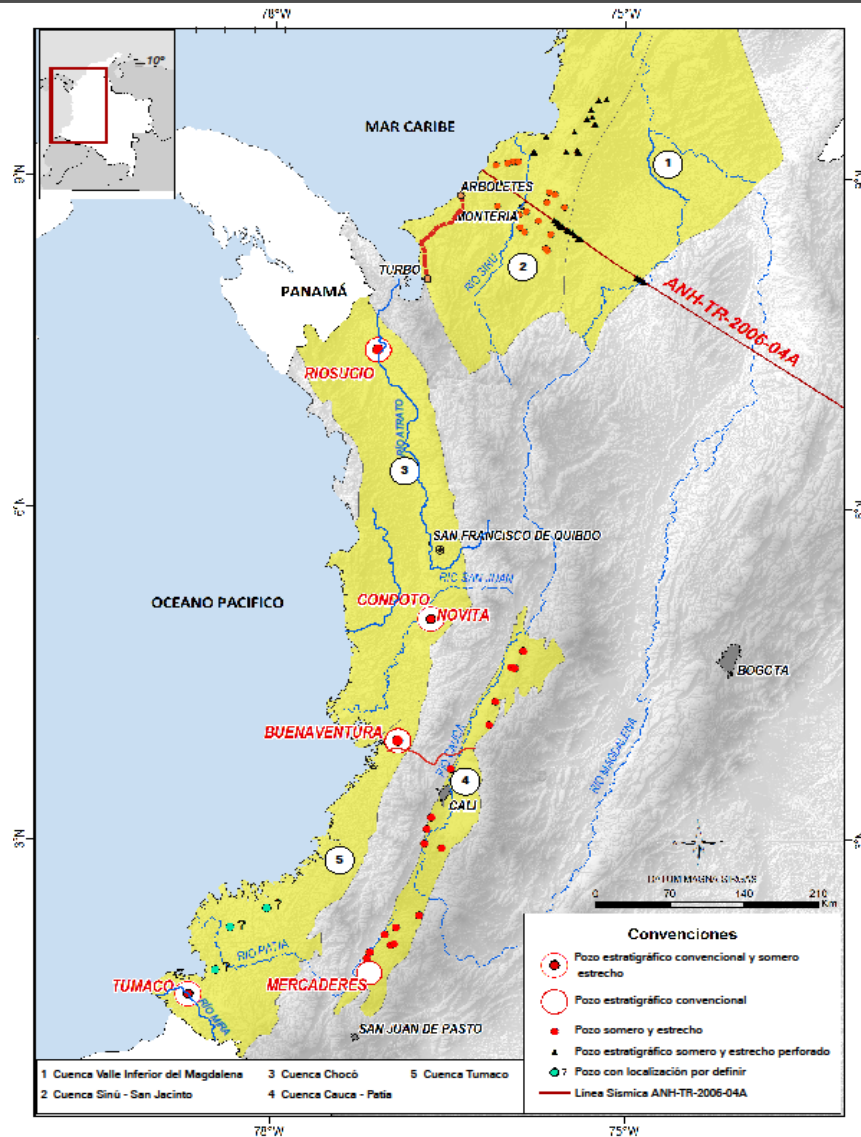 78°W
75°W
10°
MAR CARIBE
1
9°N
ARBOLETES
MONTERIA
RIO SINU
TURBO
2
PANAMÁ
ANH-TR-2006-04A
RIOSUCIO
RÍO ATRATO
3
SAN FRANCISCO DE QUIBDO
RIO SAN JUAN
OCEANO PACIFICO
CONDOTO
NOVITA
BOGOTA
BUENAVENTURA
RIO CAUCA
RIO MAGDALENA
4
CALI
3°N
5
DATUM MAGNA SIRGAS
0 70 140 210
Km
?
?
RIO PATIA
?
TUMACO
RÍO MIRA
MERCADERES
SAN JUAN DE PASTO
Convenciones
Pozo estratigráfico convencional y somero
estrecho
Pozo estratigráfico convencional
Pozo somero y estrecho
Pozo estratigráfico somero y estrecho perforado
? Pozo con localización por definir
Línea Sísmica ANH-TR-2006-04A
1 Cuenca Valle Inferior del Magdalena 3 Cuenca Chocó 5 Cuenca Tumaco
2 Cuenca Sinú - San Jacinto 4 Cuenca Cauca - Patía
78°W
75°W